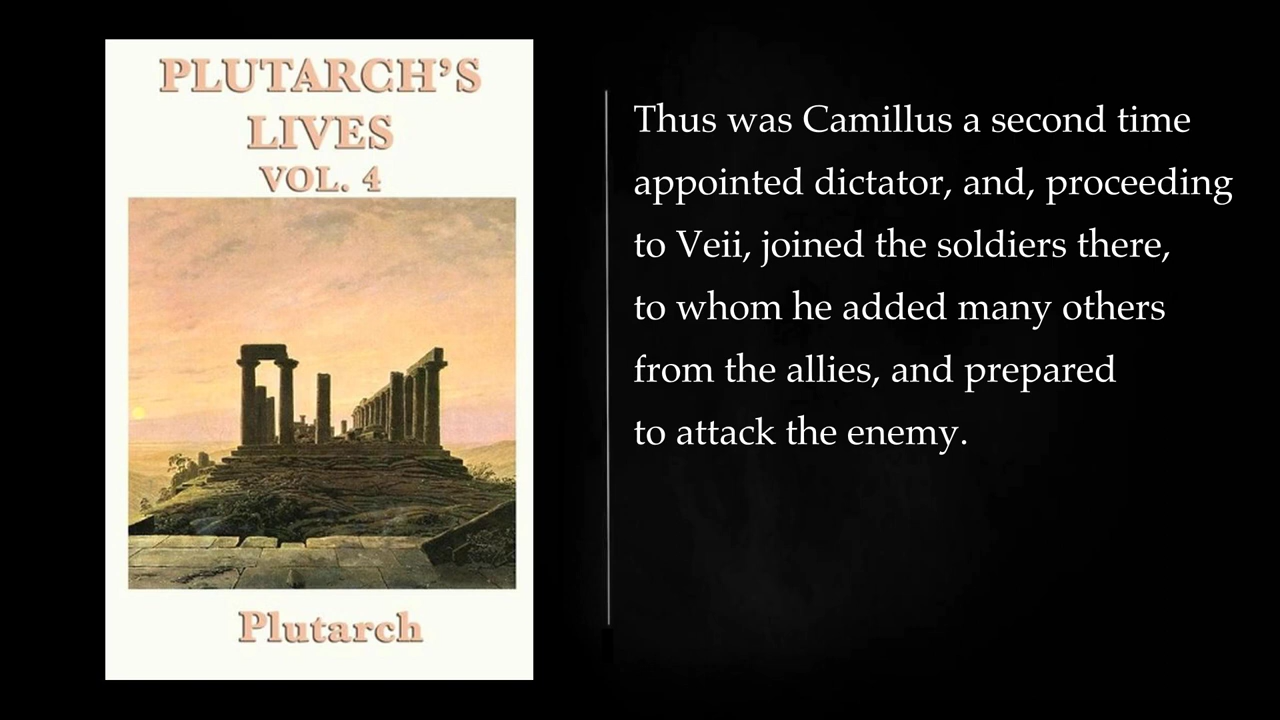 PLUTARCH'S
LIVES
VOL. 4
Plutarch
Thus was Camillus a second time
appointed dictator, and, proceeding
to Veii, joined the soldiers there,
to whom he added many others
from the allies, and prepared
to attack the enemy.